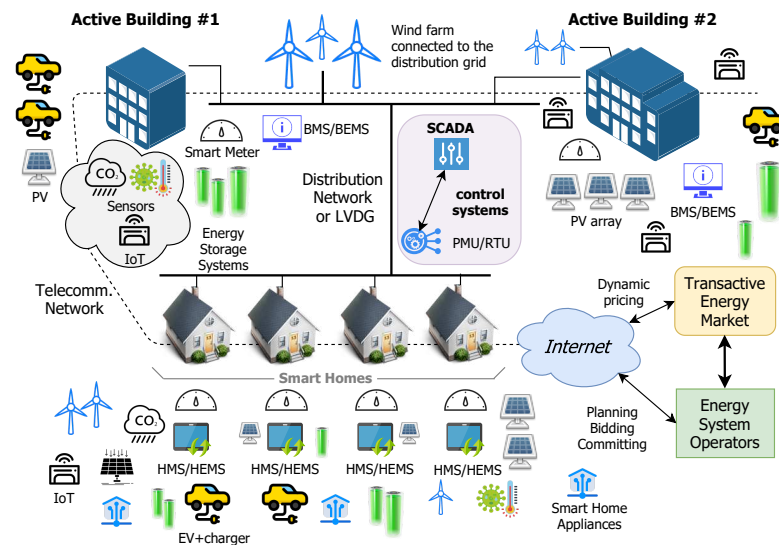 Active Building #1
Wind farm
connected to the
distribution grid
Active Building #2
PV
CO2
Sensors
IoT
Smart Meter
BMS/BEMS
Energy
Storage
Systems
Distribution
Network
or LVDG
SCADA
control
systems
PMU/RTU
PV array
BMS/BEMS
Telecomm.
Network
Dynamic
pricing
Transactive
Energy
Market
Internet
Planning
Bidding
Committing
Energy
System
Operators
Smart Homes
CO2
IoT
HMS/HEMS
HMS/HEMS
HMS/HEMS
HMS/HEMS
EV+charger
Smart Home
Appliances